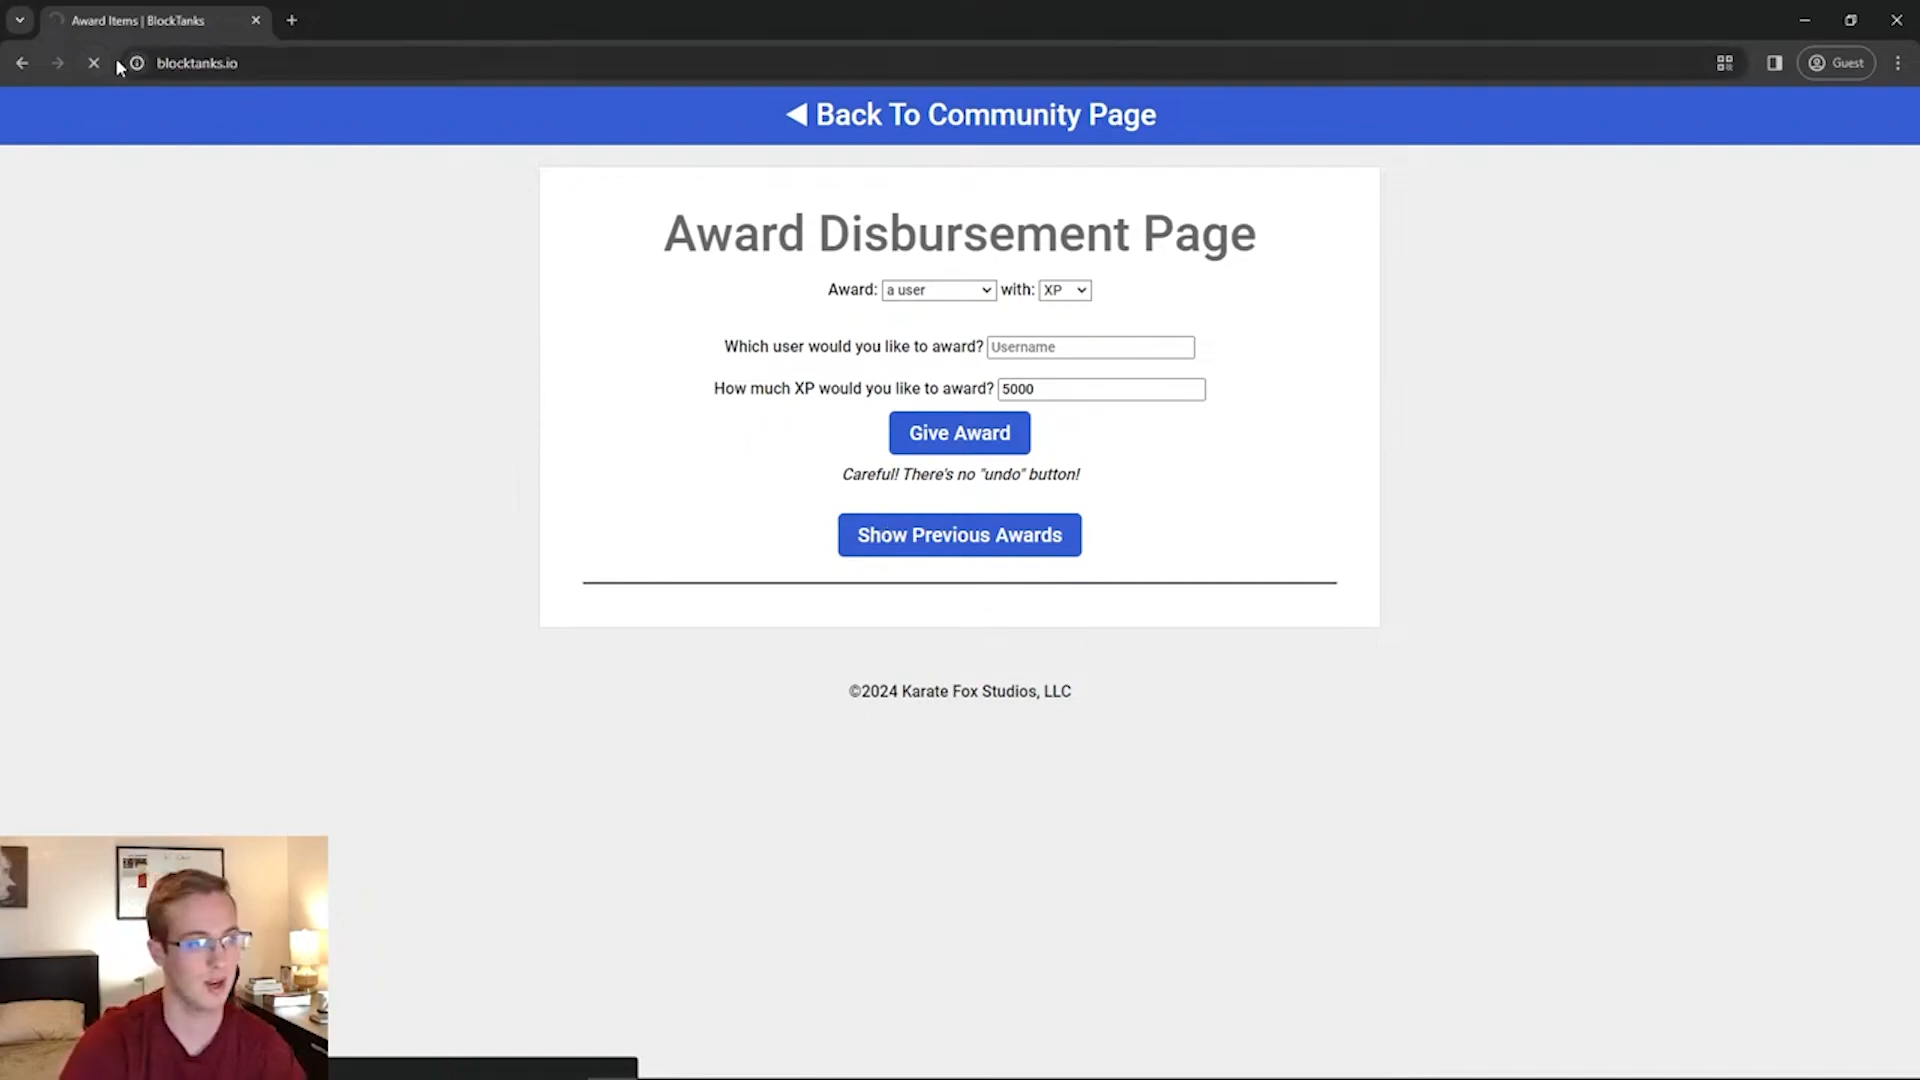 Award Items | BlockTanks
blocktanks.io
Guest
◀ Back To Community Page
Award Disbursement Page
Award: a user with: XP
Which user would you like to award? Username
How much XP would you like to award? 5000
Give Award
Careful! There's no "undo" button!
Show Previous Awards
©2024 Karate Fox Studios, LLC